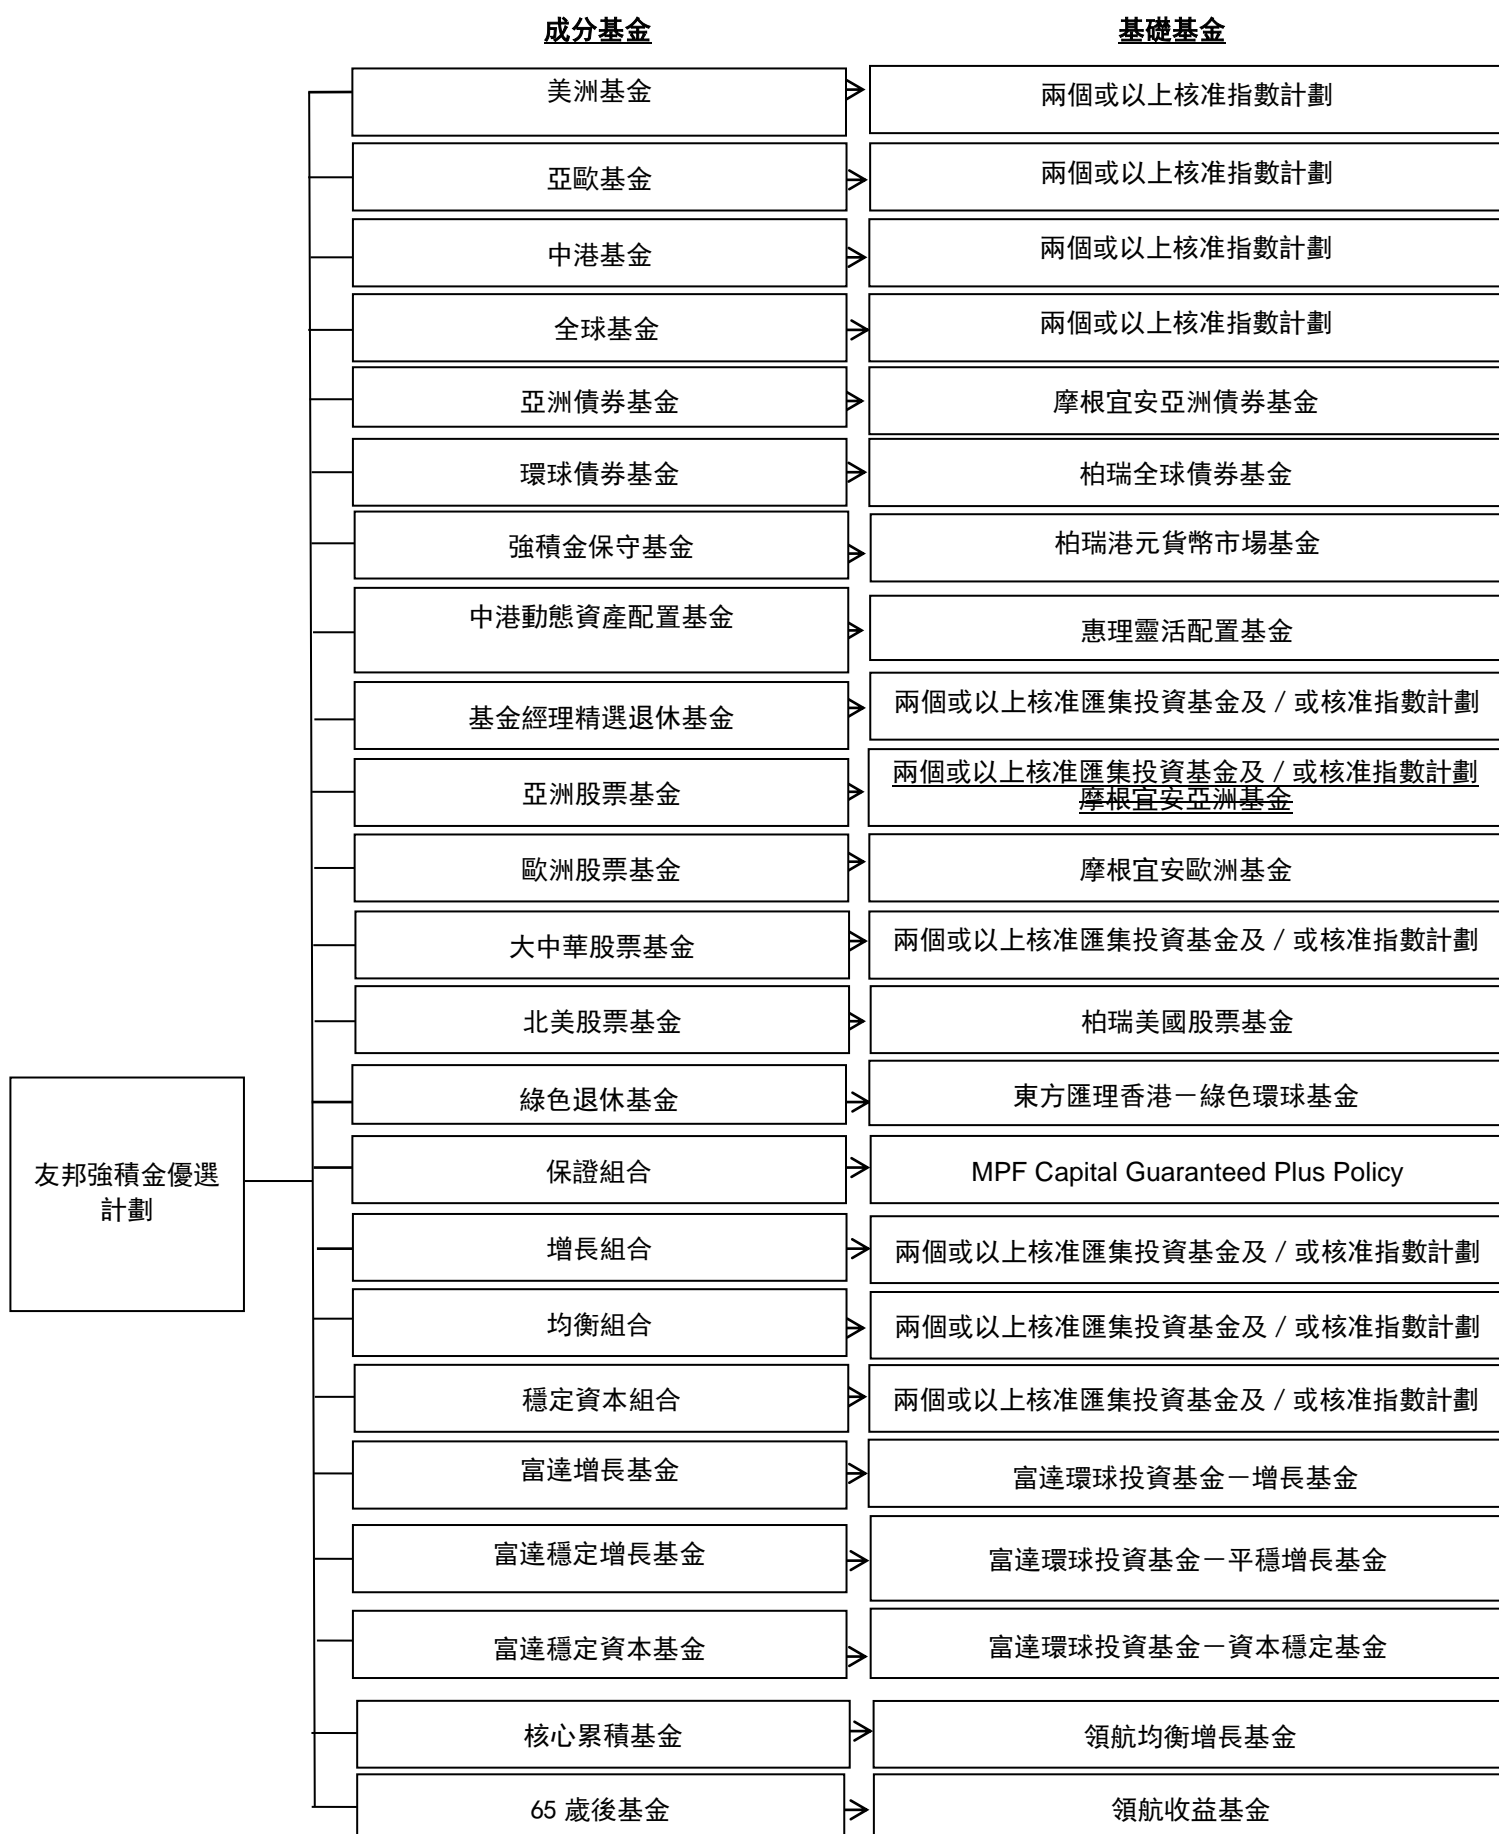 成分基金 基礎基金
美洲基金 兩個或以上核准指數計劃
亞歐基金 兩個或以上核准指數計劃
中港基金 兩個或以上核准指數計劃
全球基金 兩個或以上核准指數計劃
亞洲債券基金 摩根宜安亞洲債券基金
環球債券基金 柏瑞全球債券基金
強積金保守基金 柏瑞港元貨幣市場基金
中港動態資產配置基金 惠理靈活配置基金
基金經理精選退休基金 兩個或以上核准匯集投資基金及 / 或核准指數計劃
亞洲股票基金 兩個或以上核准匯集投資基金及 / 或核准指數計劃
摩根宜安亞洲基金
歐洲股票基金 摩根宜安歐洲基金
大中華股票基金 兩個或以上核准匯集投資基金及 / 或核准指數計劃
北美股票基金 柏瑞美國股票基金
綠色退休基金 東方匯理香港－綠色環球基金
友邦強積金優選
計劃
保證組合 MPF Capital Guaranteed Plus Policy
增長組合 兩個或以上核准匯集投資基金及 / 或核准指數計劃
均衡組合 兩個或以上核准匯集投資基金及 / 或核准指數計劃
穩定資本組合 兩個或以上核准匯集投資基金及 / 或核准指數計劃
富達增長基金 富達環球投資基金－增長基金
富達穩定增長基金 富達環球投資基金－平穩增長基金
富達穩定資本基金 富達環球投資基金－資本穩定基金
核心累積基金 領航均衡增長基金
65 歲後基金 領航收益基金